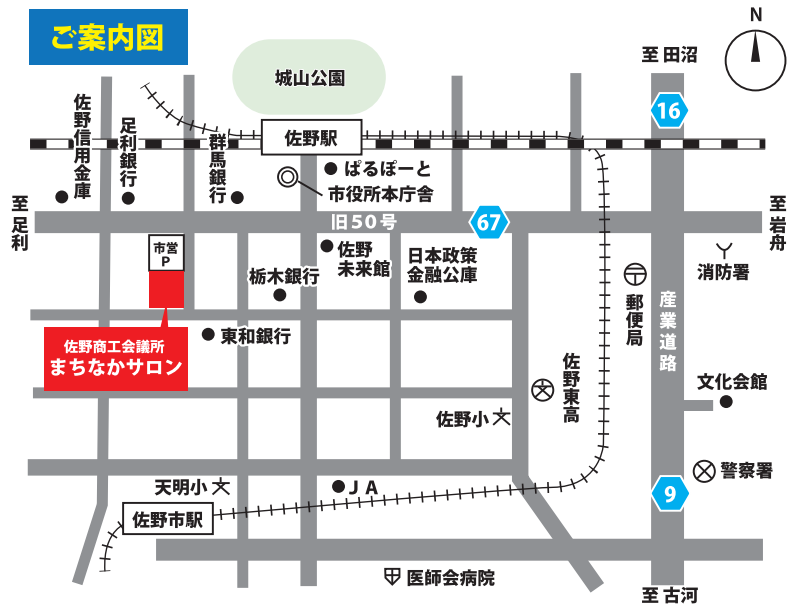 ご案内図
N
至 田沼
城山公園
16
佐野信用金庫
足利銀行
群馬銀行
佐野駅
ぱるぽーと
市役所本庁舎
至 足利
旧50号
67
至 岩舟
市営
P
佐野
未来館
日本政策
金融公庫
栃木銀行
消防署
郵便局
産業道路
佐野商工会議所
まちなかサロン
東和銀行
佐野東高
文化会館
佐野小
天明小
JA
警察署
9
佐野市駅
医師会病院
至 古河